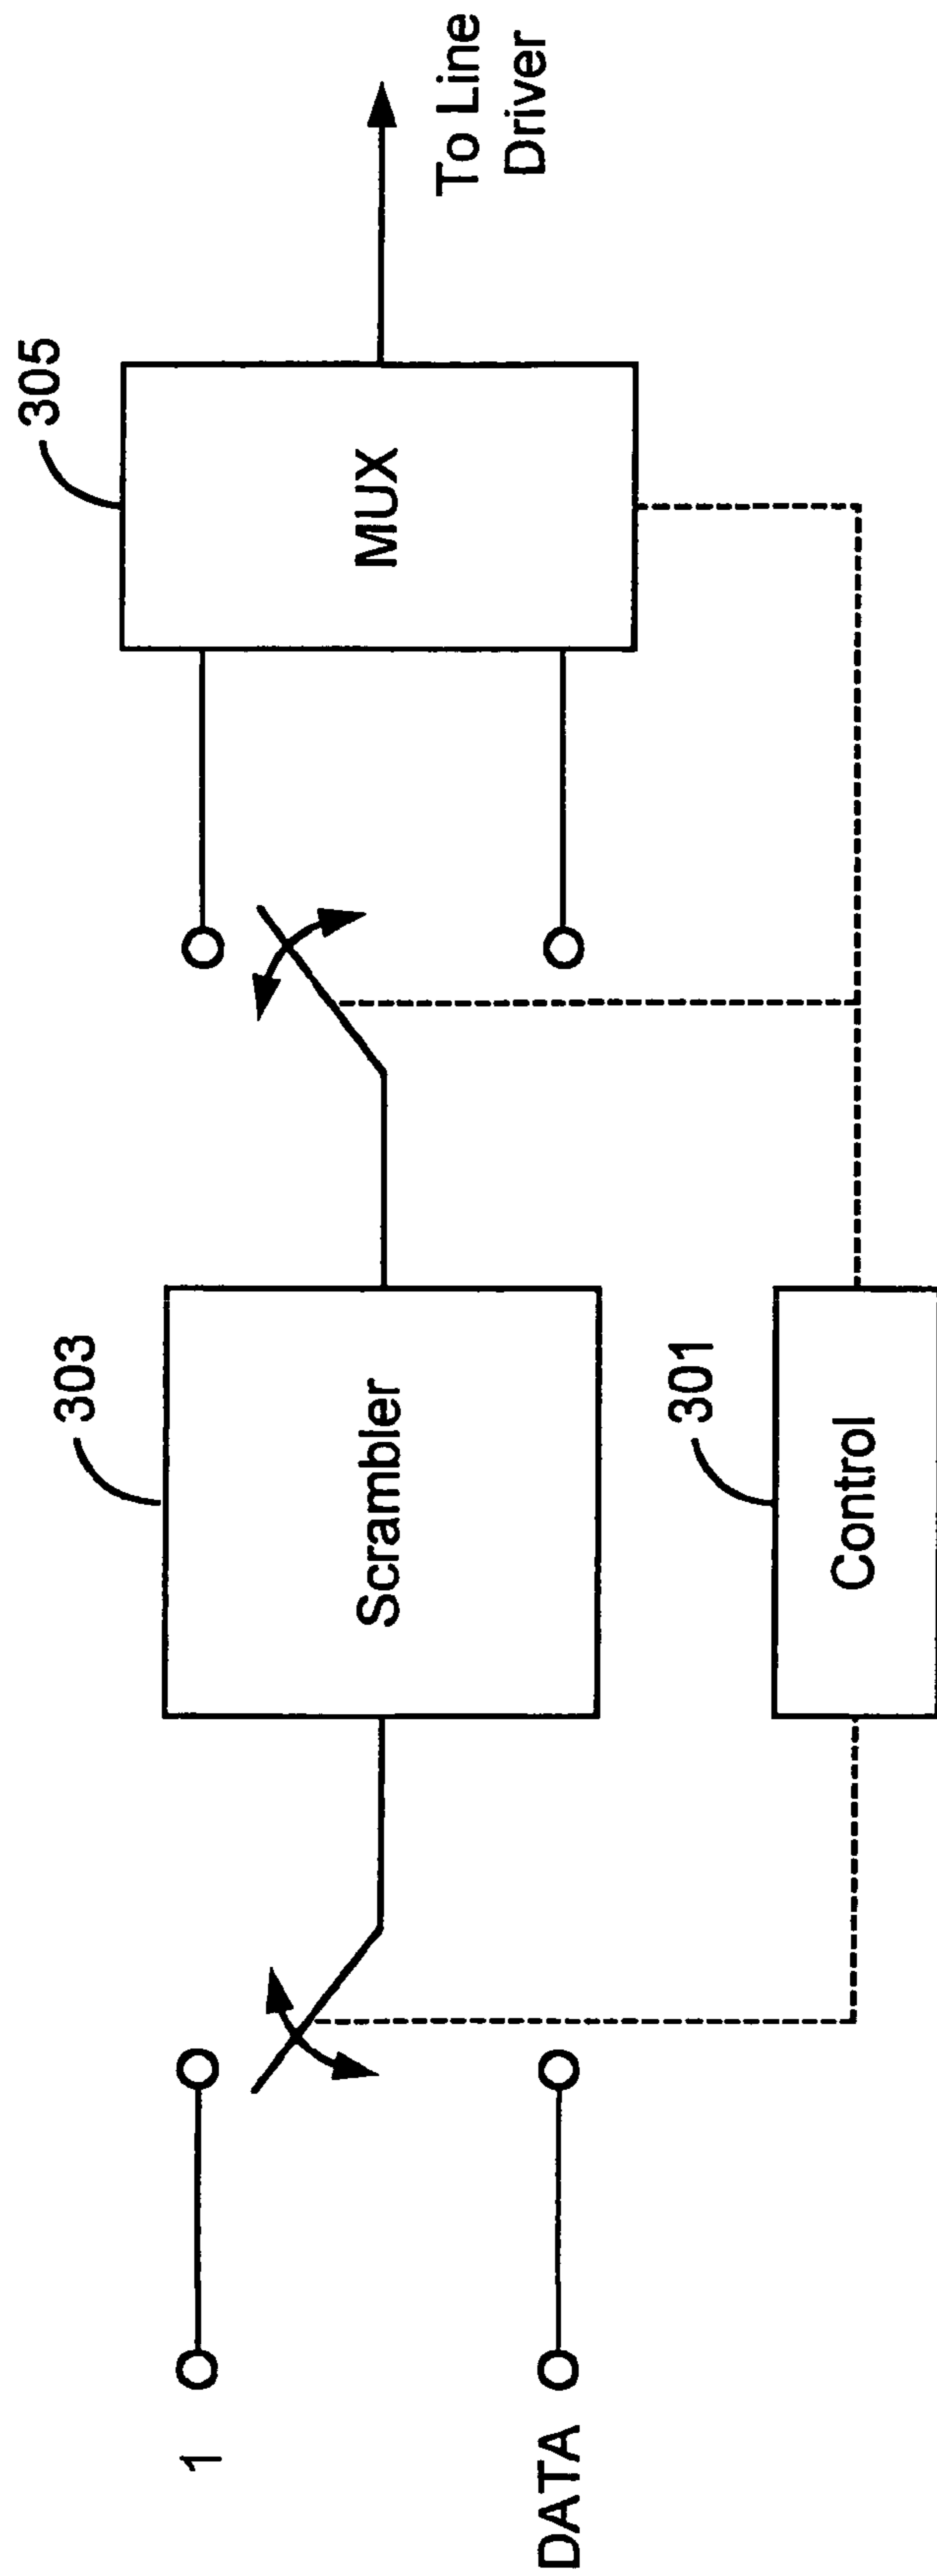 1
DATA
303
Scrambler
301
Control
305
MUX
To Line
Driver